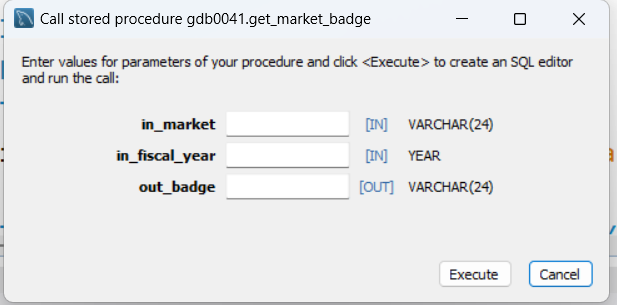 Call stored procedure gdb0041.get_market_badge
Enter values for parameters of your procedure and click <Execute> to create an SQL editor
and run the call:
in_market [IN] VARCHAR(24)
in_fiscal_year [IN] YEAR
out_badge [OUT] VARCHAR(24)
Execute Cancel